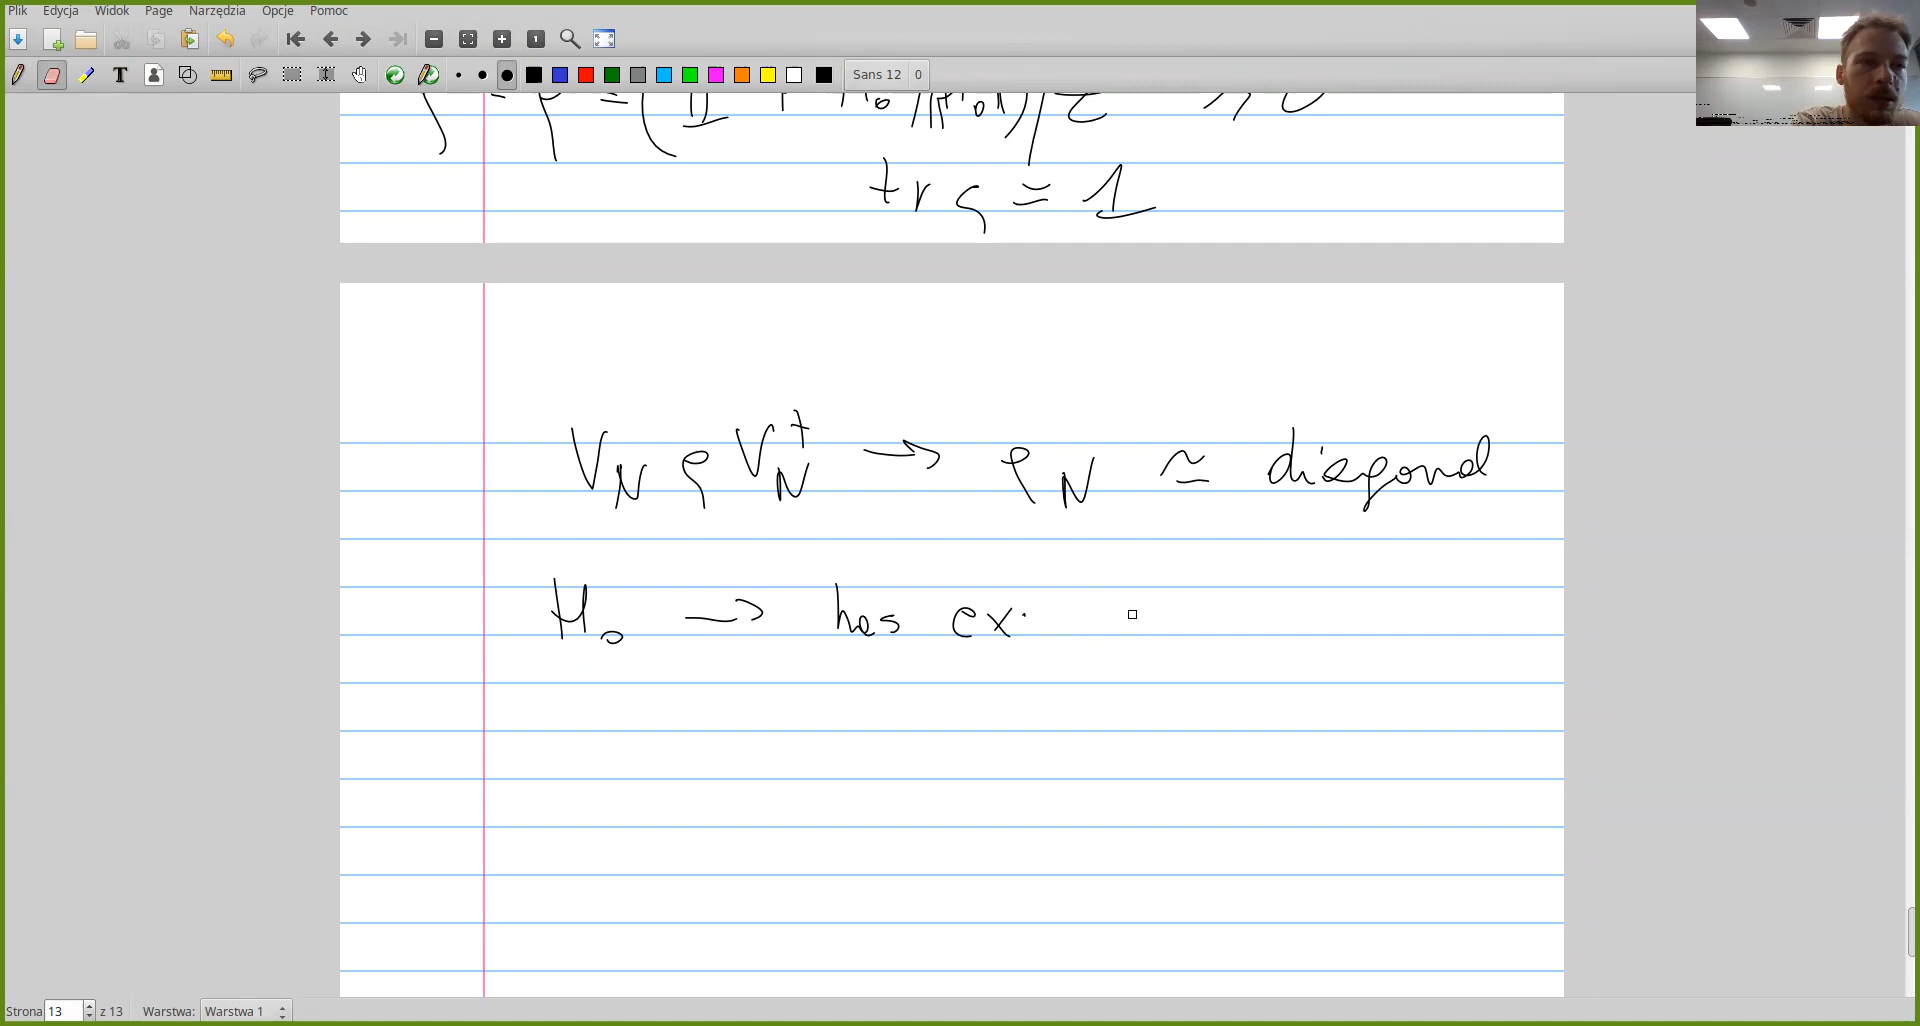 Plik Edycja Widok Page Narzędzia Opcje Pomoc
Sans 12 0
tr ρ = 1
V_N ρ V_N^† → ρ_N ≃ diagonal
H_0 → has ex.
Strona 13 z 13 Warstwa: Warstwa 1